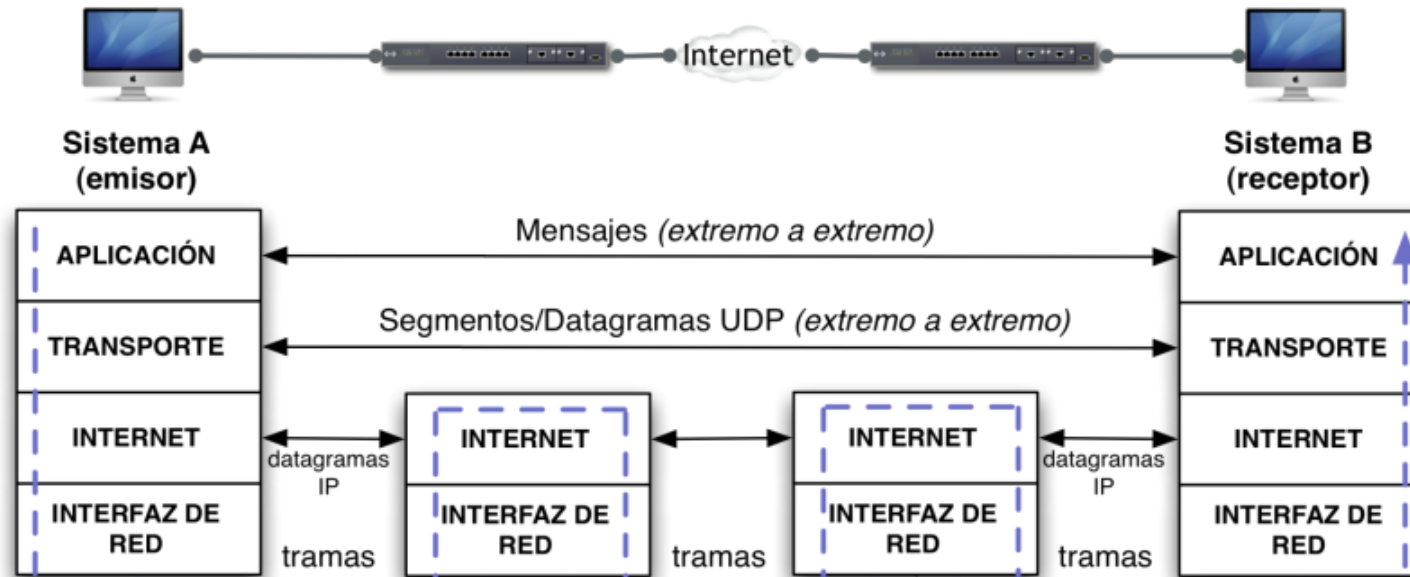 Internet
Sistema A
(emisor)
Sistema B
(receptor)
Mensajes (extremo a extremo)
APLICACIÓN
APLICACIÓN
Segmentos/Datagramas UDP (extremo a extremo)
TRANSPORTE
TRANSPORTE
INTERNET
datagramas
IP
INTERNET
INTERNET
datagramas
IP
INTERNET
INTERFAZ DE
RED
tramas
INTERFAZ DE
RED
tramas
INTERFAZ DE
RED
tramas
INTERFAZ DE
RED